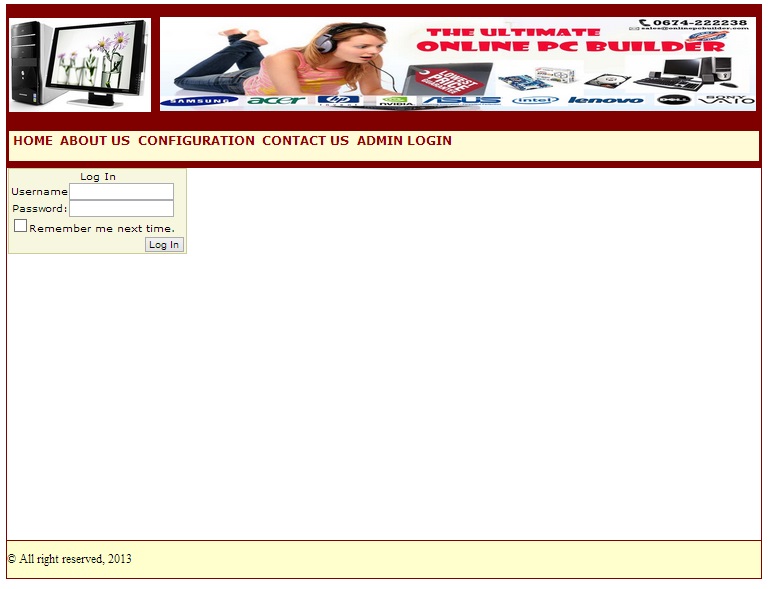 0674-222238
sales@onlinepcbuilder.com
THE ULTIMATE
ONLINE PC BUILDER
LOWEST
PRICE
GUARANTEE
SAMSUNG acer hp NVIDIA ASUS intel lenovo DELL SONY VAIO
HOME ABOUT US CONFIGURATION CONTACT US ADMIN LOGIN
Log In
Username
Password:
Remember me next time.
Log In
© All right reserved, 2013